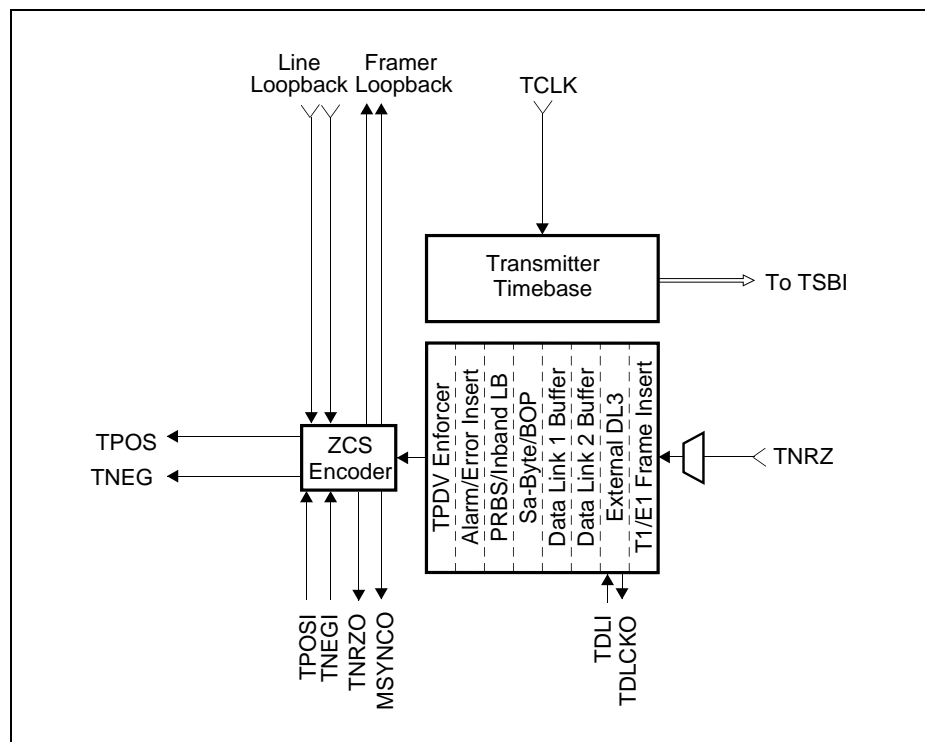 Line
Loopback
Framer
Loopback
TCLK
Transmitter
Timebase
To TSBI
TPDV Enforcer
Alarm/Error Insert
PRBS/Inband LB
Sa-Byte/BOP
Data Link 1 Buffer
Data Link 2 Buffer
External DL3
T1/E1 Frame Insert
TPOS
TNEG
ZCS
Encoder
TNRZ
TPOSI
TNEGI
TNRZO
MSYNCO
TDLI
TDLCKO